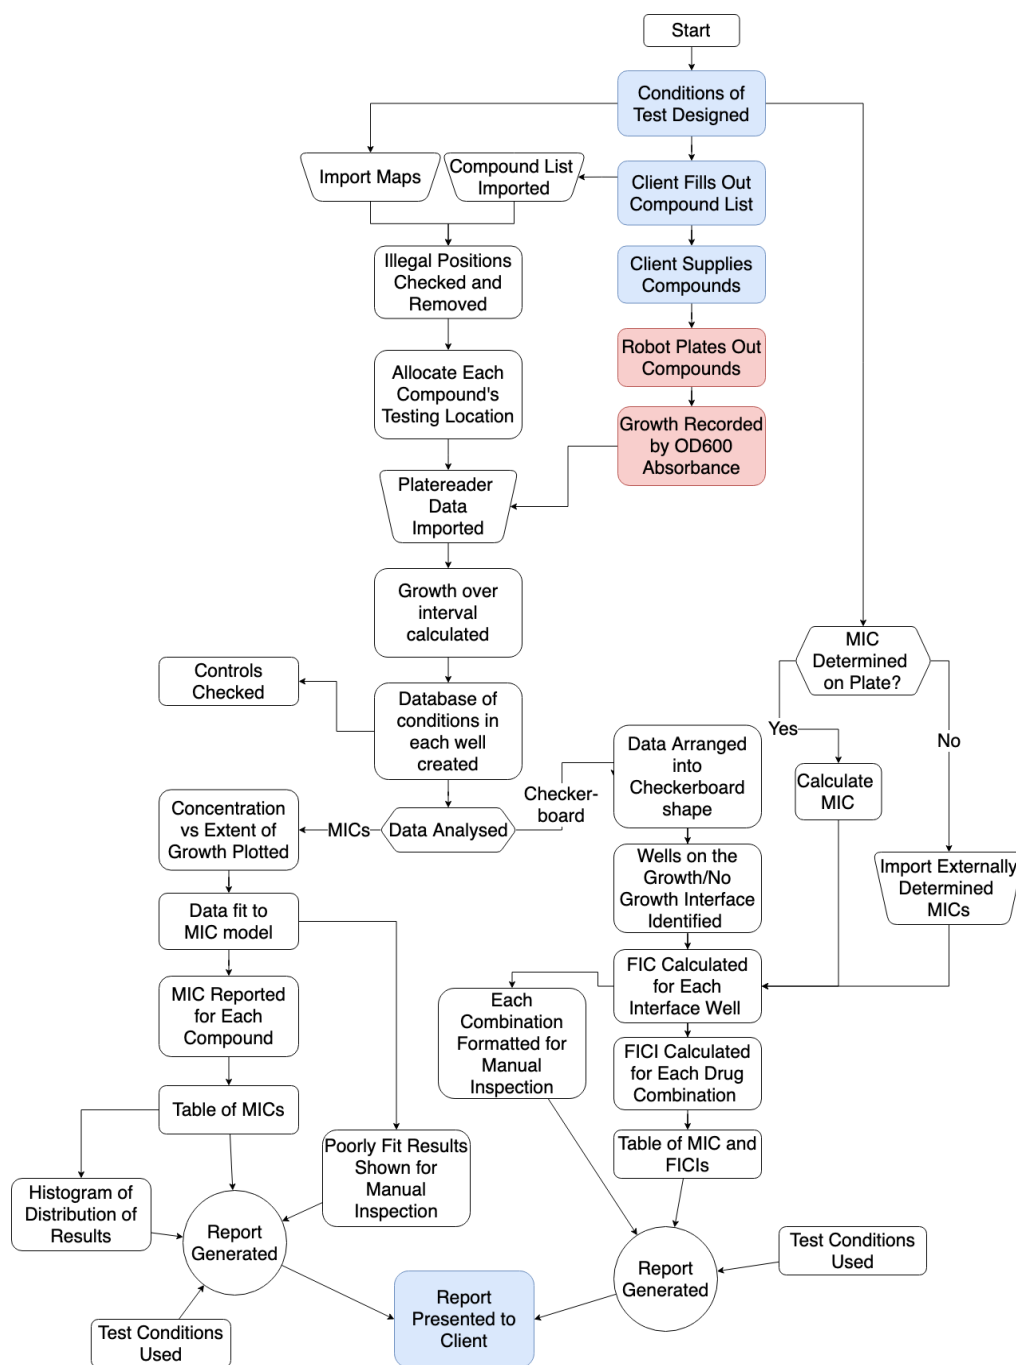 Start
Conditions of
Test Designed
Import Maps
Compound List
Imported
Client Fills Out
Compound List
Illegal Positions
Checked and
Removed
Client Supplies
Compounds
Robot Plates Out
Compounds
Allocate Each
Compound's
Testing Location
Growth Recorded
by OD600
Absorbance
Platereader
Data
Imported
Growth over
interval
calculated
MIC
Determined
on Plate?
Controls
Checked
Database of
conditions in
each well
created
Yes
No
Data Arranged
into
Checkerboard
shape
Calculate
MIC
Checker-
board
Concentration
vs Extent of
Growth Plotted
MICs
Data Analysed
Wells on the
Growth/No
Growth Interface
Identified
Import Externally
Determined
MICs
Data fit to
MIC model
FIC Calculated
for Each
Interface Well
MIC Reported
for Each
Compound
Each
Combination
Formatted for
Manual
Inspection
FICI Calculated
for Each Drug
Combination
Table of MICs
Poorly Fit Results
Shown for
Manual
Inspection
Table of MIC and
FICIs
Histogram of
Distribution of
Results
Report
Generated
Test Conditions
Used
Report
Generated
Test Conditions
Used
Report
Presented to
Client